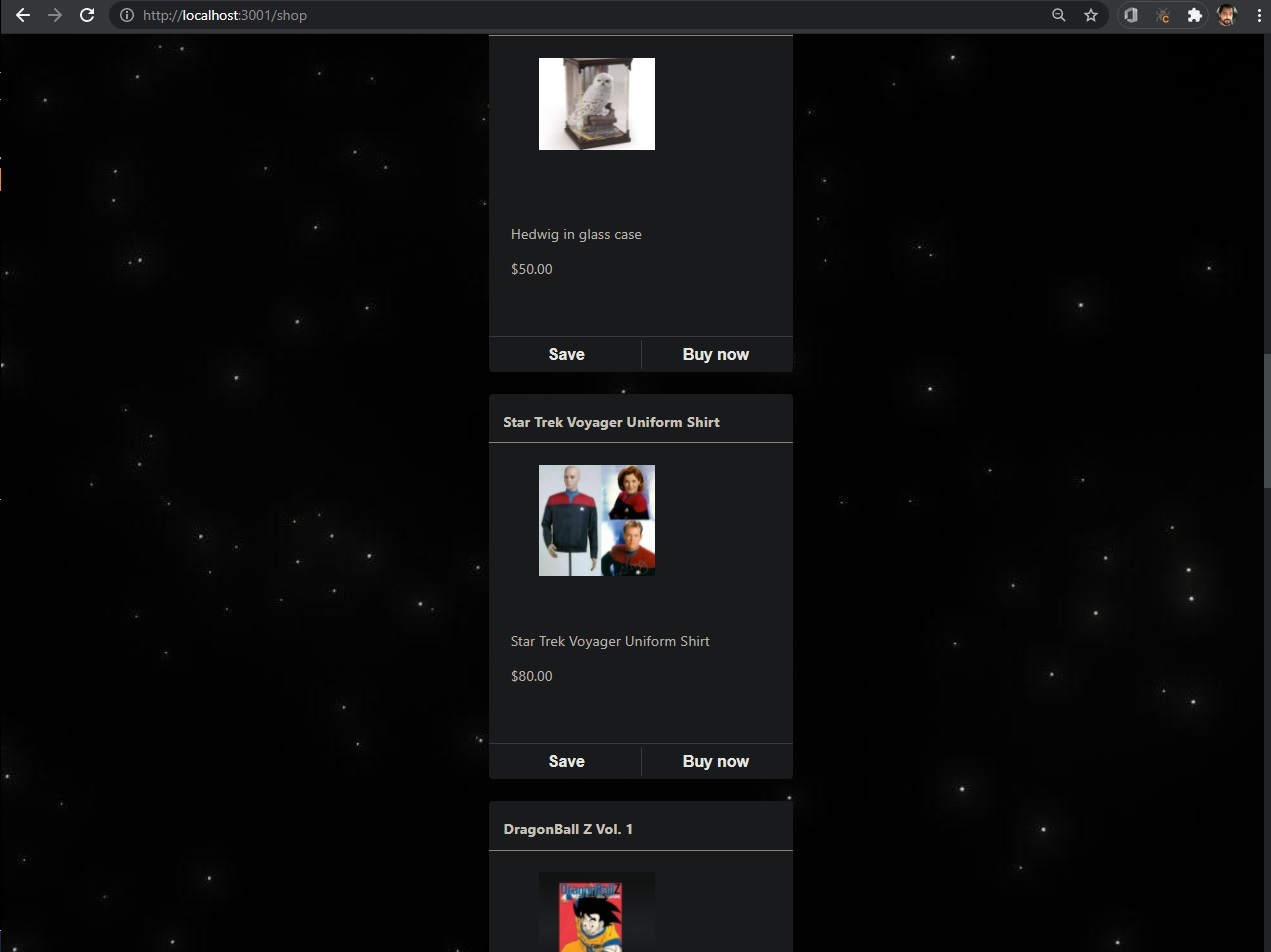 http://localhost:3001/shop
Hedwig in glass case
$50.00
Save
Buy now
Star Trek Voyager Uniform Shirt
Star Trek Voyager Uniform Shirt
$80.00
Save
Buy now
DragonBall Z Vol. 1
DragonBall Z